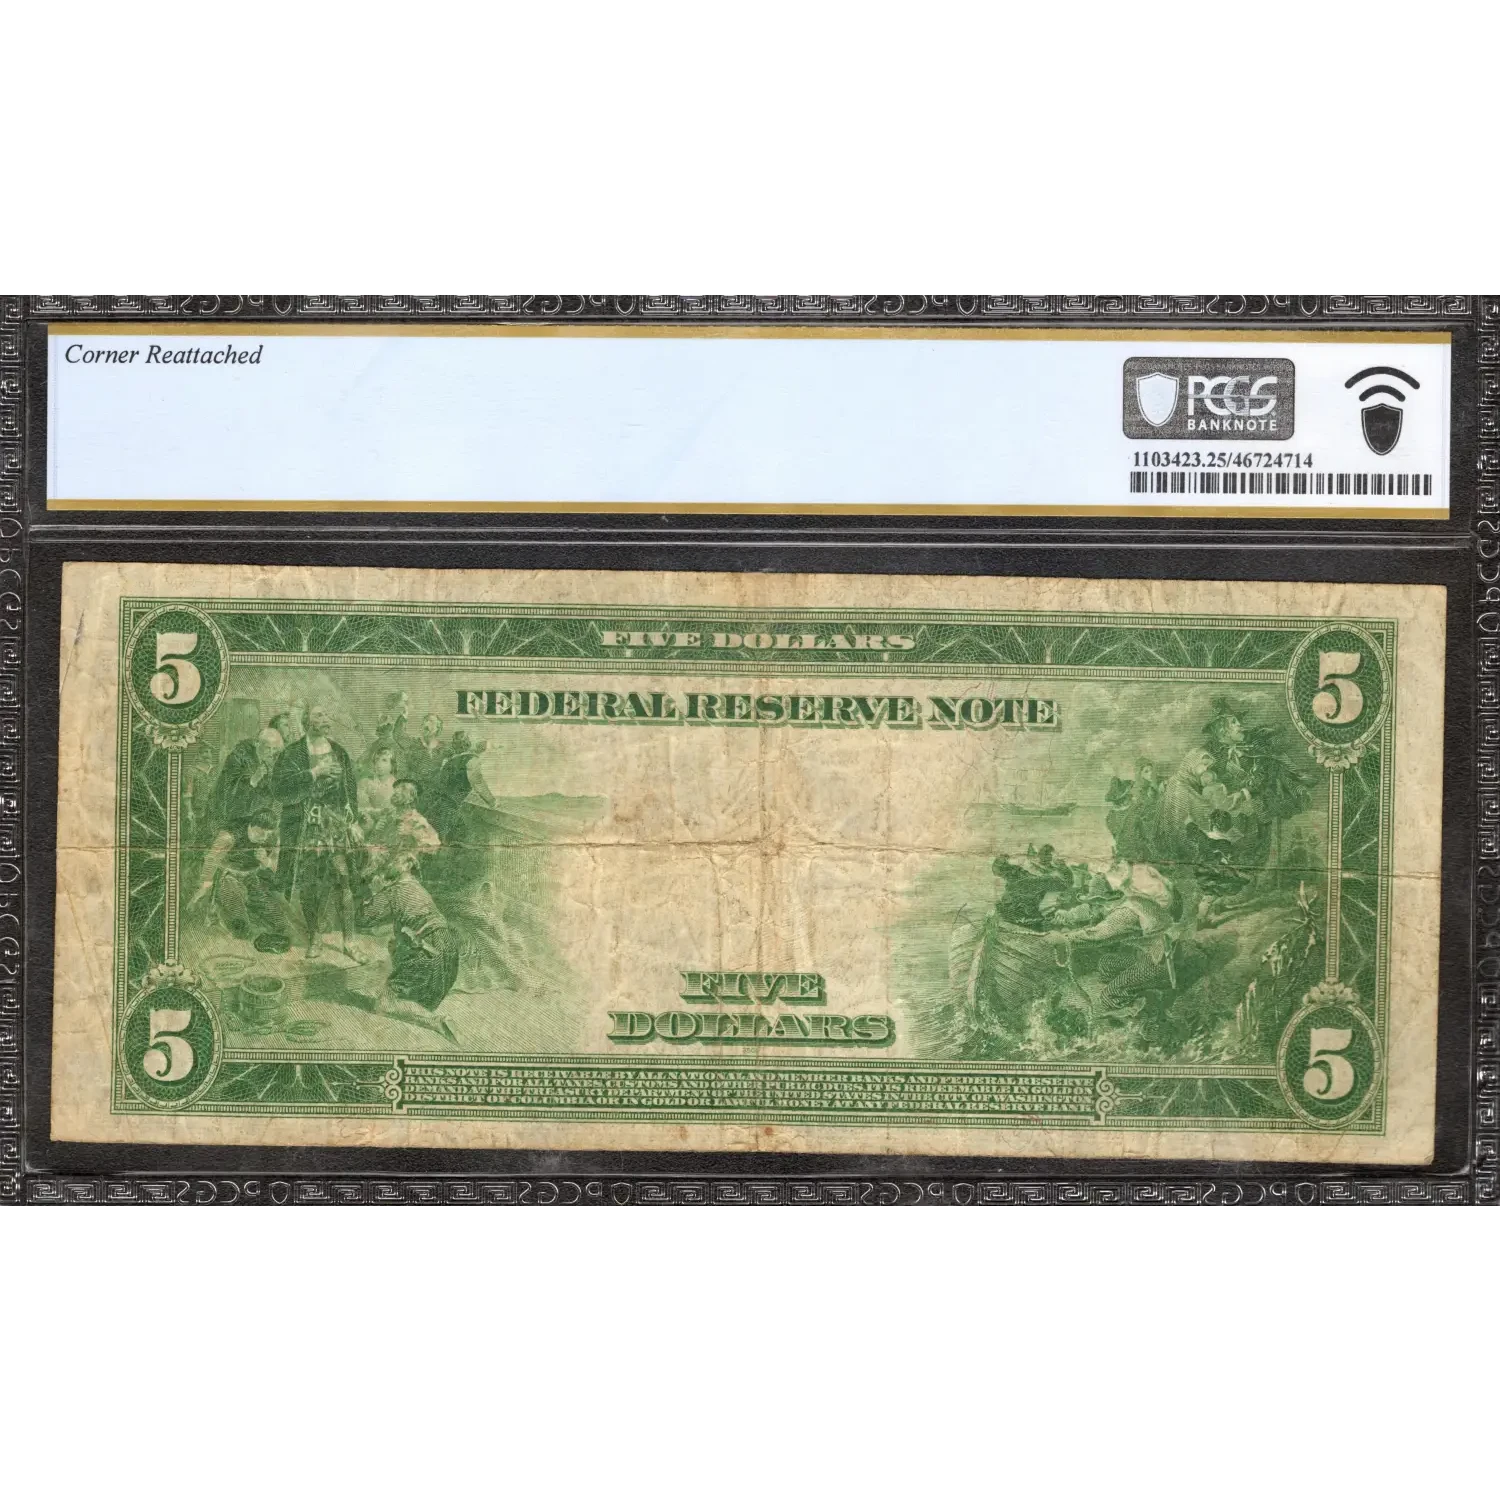 Corner Reattached
PCGS
BANKNOTE
1103423.25/46724714
5
FIVE DOLLARS
5
FEDERAL RESERVE NOTE
FIVE
DOLLARS
5
5
THIS NOTE IS RECEIVABLE BY ALL NATIONAL AND MEMBER BANKS AND FEDERAL RESERVE
BANKS AND FOR ALL TAXES, CUSTOMS AND OTHER PUBLIC DUES. IT IS REDEEMABLE IN GOLD ON
DEMAND AT THE TREASURY DEPARTMENT OF THE UNITED STATES IN THE CITY OF WASHINGTON
DISTRICT OF COLUMBIA OR IN GOLD OR LAWFUL MONEY AT ANY FEDERAL RESERVE BANK